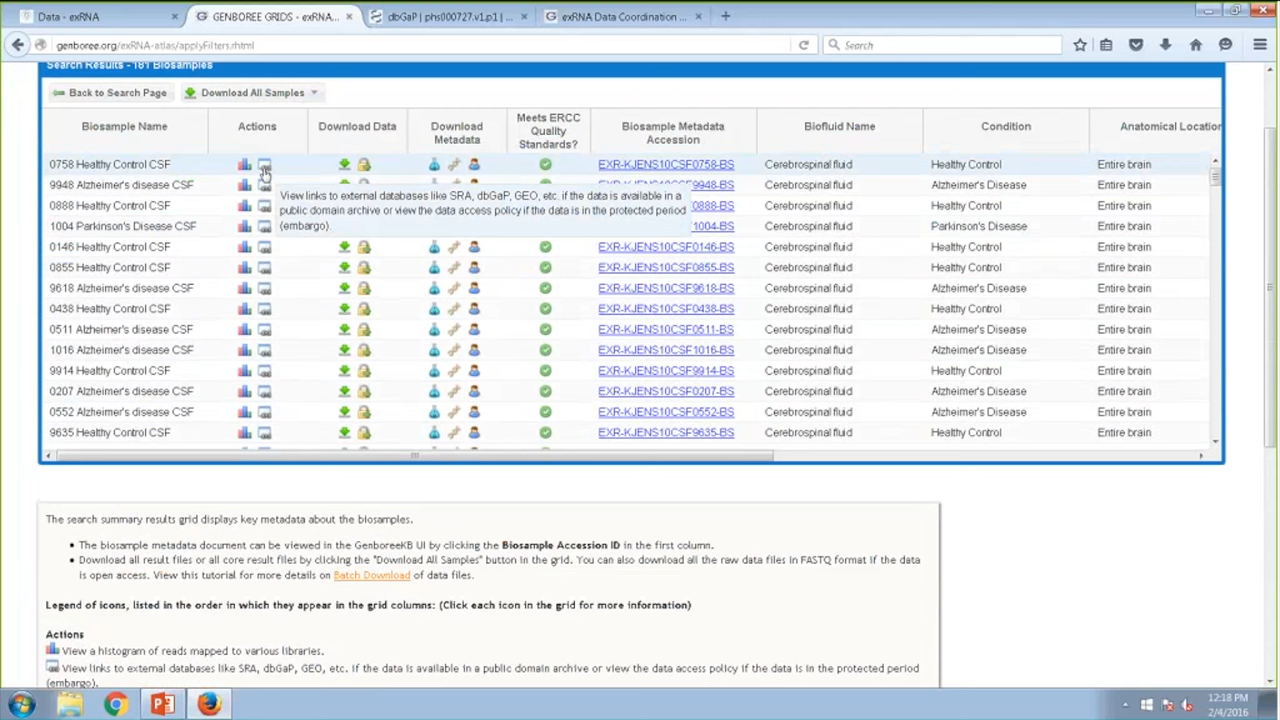 Data - exRNA
GENBOREE GRIDS - exRNA...
dbGaP | phs000727.v1.p1 | ...
exRNA Data Coordination ...
genboree.org/exRNA-atlas/applyFilters.rhtml
Search
Search Results - 181 Biosamples
Back to Search Page
Download All Samples
Biosample Name
Actions
Download Data
Download Metadata
Meets ERCC Quality Standards?
Biosample Metadata Accession
Biofluid Name
Condition
Anatomical Location
0758 Healthy Control CSF EXR-KJENS10CSF0758-BS Cerebrospinal fluid Healthy Control Entire brain
9948 Alzheimer's disease CSF 9948-BS Cerebrospinal fluid Alzheimer's Disease Entire brain
0888 Healthy Control CSF 0888-BS Cerebrospinal fluid Healthy Control Entire brain
1004 Parkinson's Disease CSF 1004-BS Cerebrospinal fluid Parkinson's Disease Entire brain
View links to external databases like SRA, dbGaP, GEO, etc. if the data is available in a
public domain archive or view the data access policy if the data is in the protected period
(embargo).
0146 Healthy Control CSF EXR-KJENS10CSF0146-BS Cerebrospinal fluid Healthy Control Entire brain
0855 Healthy Control CSF EXR-KJENS10CSF0855-BS Cerebrospinal fluid Healthy Control Entire brain
9618 Alzheimer's disease CSF EXR-KJENS10CSF9618-BS Cerebrospinal fluid Alzheimer's Disease Entire brain
0438 Healthy Control CSF EXR-KJENS10CSF0438-BS Cerebrospinal fluid Healthy Control Entire brain
0511 Alzheimer's disease CSF EXR-KJENS10CSF0511-BS Cerebrospinal fluid Alzheimer's Disease Entire brain
1016 Alzheimer's disease CSF EXR-KJENS10CSF1016-BS Cerebrospinal fluid Alzheimer's Disease Entire brain
9914 Healthy Control CSF EXR-KJENS10CSF9914-BS Cerebrospinal fluid Healthy Control Entire brain
0207 Alzheimer's disease CSF EXR-KJENS10CSF0207-BS Cerebrospinal fluid Alzheimer's Disease Entire brain
0552 Alzheimer's disease CSF EXR-KJENS10CSF0552-BS Cerebrospinal fluid Alzheimer's Disease Entire brain
9635 Healthy Control CSF EXR-KJENS10CSF9635-BS Cerebrospinal fluid Healthy Control Entire brain
The search summary results grid displays key metadata about the biosamples.
The biosample metadata document can be viewed in the GenboreeKB UI by clicking the Biosample Accession ID in the first column.
Download all result files or all core result files by clicking the "Download All Samples" button in the grid. You can also download all the raw data files in FASTQ format if the data
is open access. View this tutorial for more details on Batch Download of data files.
Legend of icons, listed in the order in which they appear in the grid columns: (Click each icon in the grid for more information)
Actions
View a histogram of reads mapped to various libraries.
View links to external databases like SRA, dbGaP, GEO, etc. if the data is available in a public domain archive or view the data access policy if the data is in the protected period
(embargo).
12:18 PM
2/4/2016